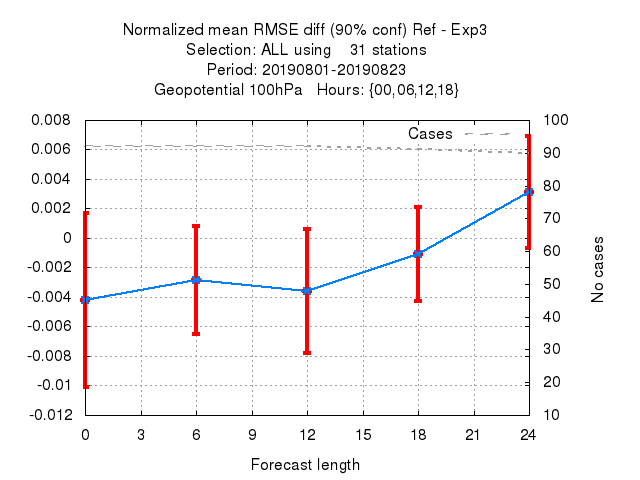 Normalized mean RMSE diff (90% conf) Ref - Exp3
Selection: ALL using 31 stations
Period: 20190801-20190823
Geopotential 100hPa Hours: {00,06,12,18}
Cases
0.008
0.006
0.004
0.002
0
-0.002
-0.004
-0.006
-0.008
-0.01
-0.012
100
90
80
70
60
50
40
30
20
10
No cases
0 3 6 9 12 15 18 21 24
Forecast length